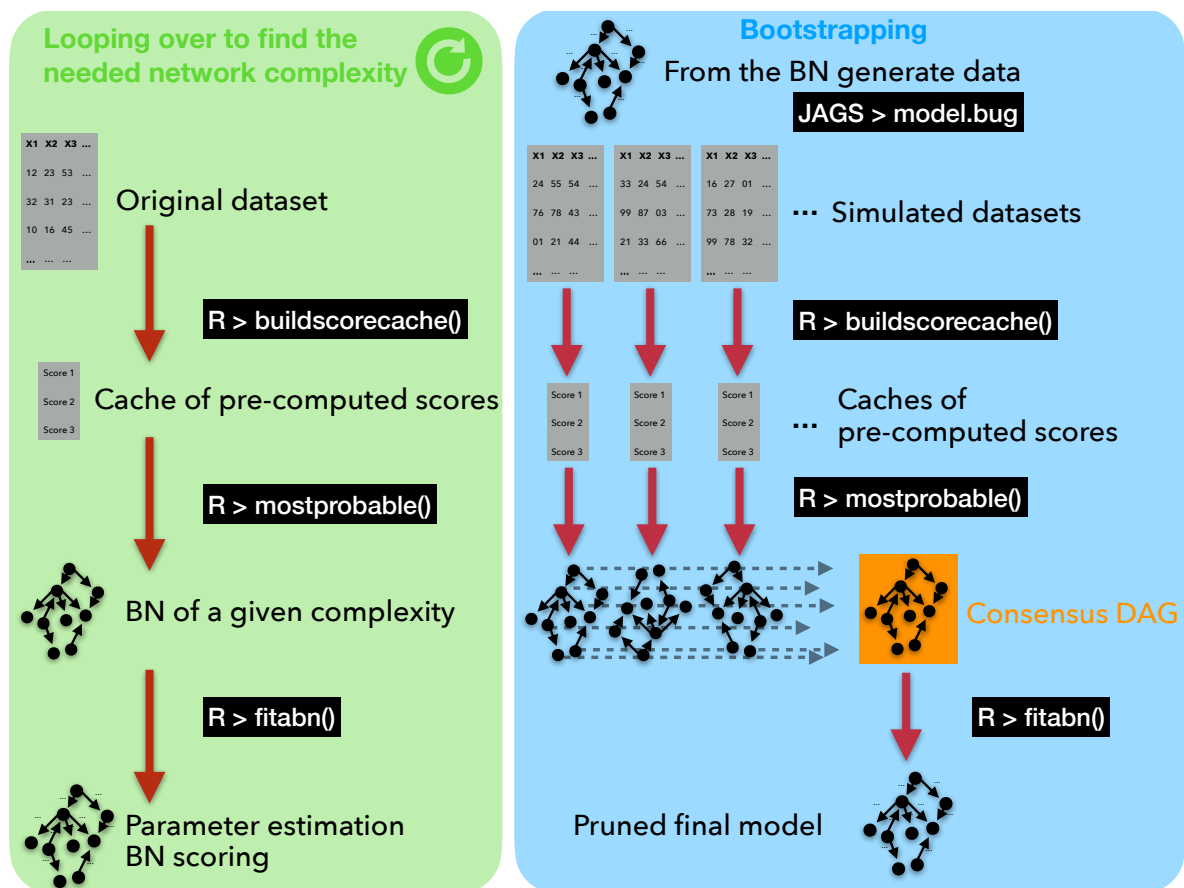 Looping over to find the
needed network complexity
X1 X2 X3 ...
12 23 53 ...
32 31 23 ...
10 16 45 ...
... ... ...
Original dataset
R > buildscorecache()
Score 1
Score 2
Score 3
Cache of pre-computed scores
R > mostprobable()
BN of a given complexity
R > fitabn()
... ...
... ...
... ...
Parameter estimation
BN scoring
Bootstrapping
... ...
... ...
From the BN generate data
JAGS > model.bug
X1 X2 X3 ... X1 X2 X3 ... X1 X2 X3 ...
24 55 54 ... 33 24 54 ... 16 27 01 ...
76 78 43 ... 99 87 03 ... 73 28 19 ...
01 21 44 ... 21 33 66 ... 99 78 32 ...
... ... ... ... ... ... ... ... ...
... Simulated datasets
R > buildscorecache()
Score 1 Score 1 Score 1
Score 2 Score 2 Score 2
Score 3 Score 3 Score 3
... Caches of
pre-computed scores
R > mostprobable()
Consensus DAG
R > fitabn()
Pruned final model
... ...
... ...